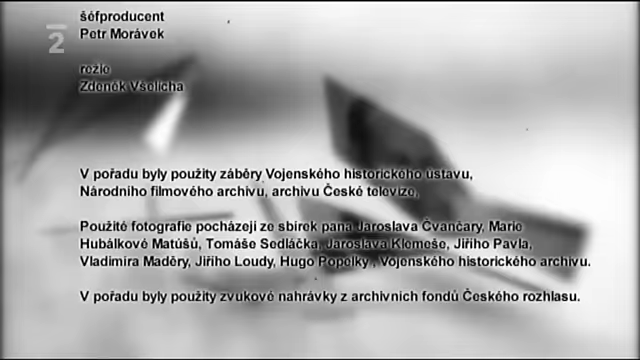 šéfproducent
2
Petr Morávek
režie
Zdeněk Všelicha
V pořadu byly použity záběry Vojenského historického ústavu,
Národního filmového archivu, archivu České televize,
Použité fotografie pocházejí ze sbírek pana Jaroslava Čvančary, Marie
Hubálkové Matúšů, Tomáše Sedláčka, Jaroslava Klemeše, Jiřího Pavla,
Vladimíra Maděry, Jiřího Loudy, Hugo Popelky , Vojenského historického archivu.
V pořadu byly použity zvukové nahrávky z archivních fondů Českého rozhlasu.